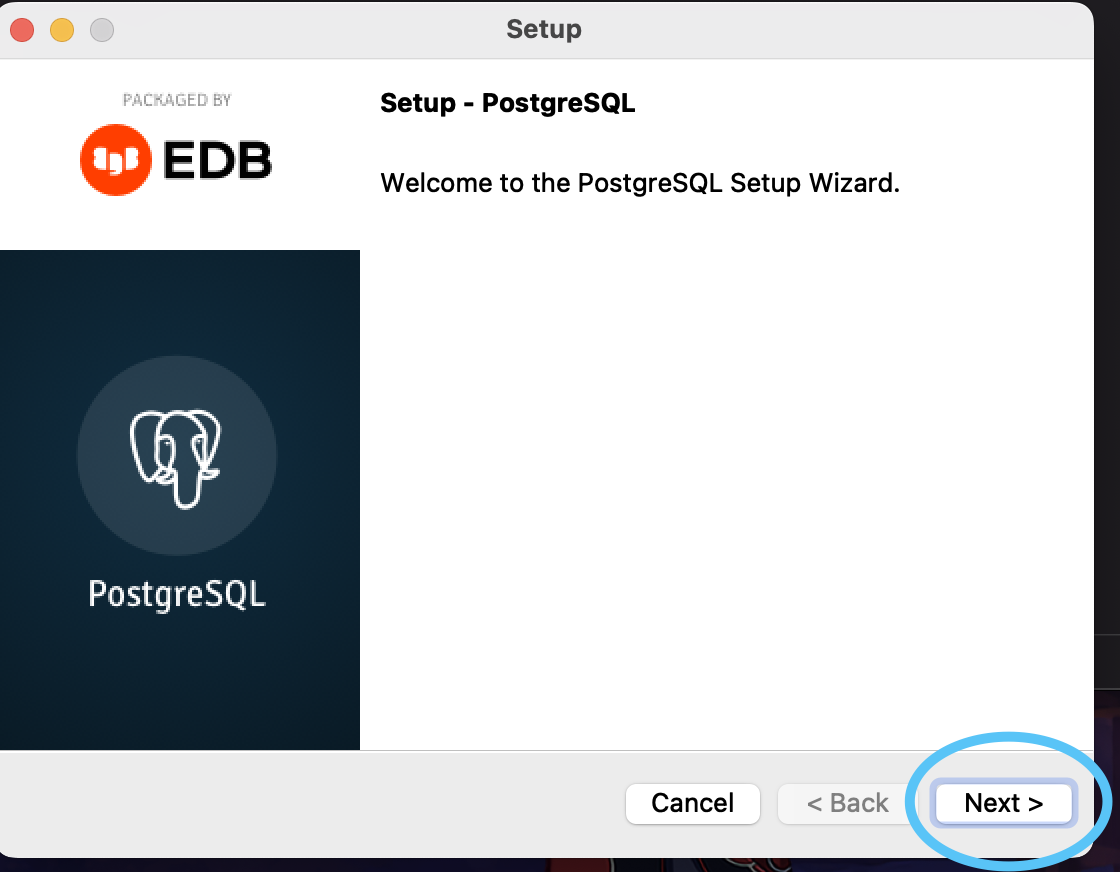 Setup
PACKAGED BY
EDB
Setup - PostgreSQL
Welcome to the PostgreSQL Setup Wizard.
PostgreSQL
Cancel
< Back
Next >